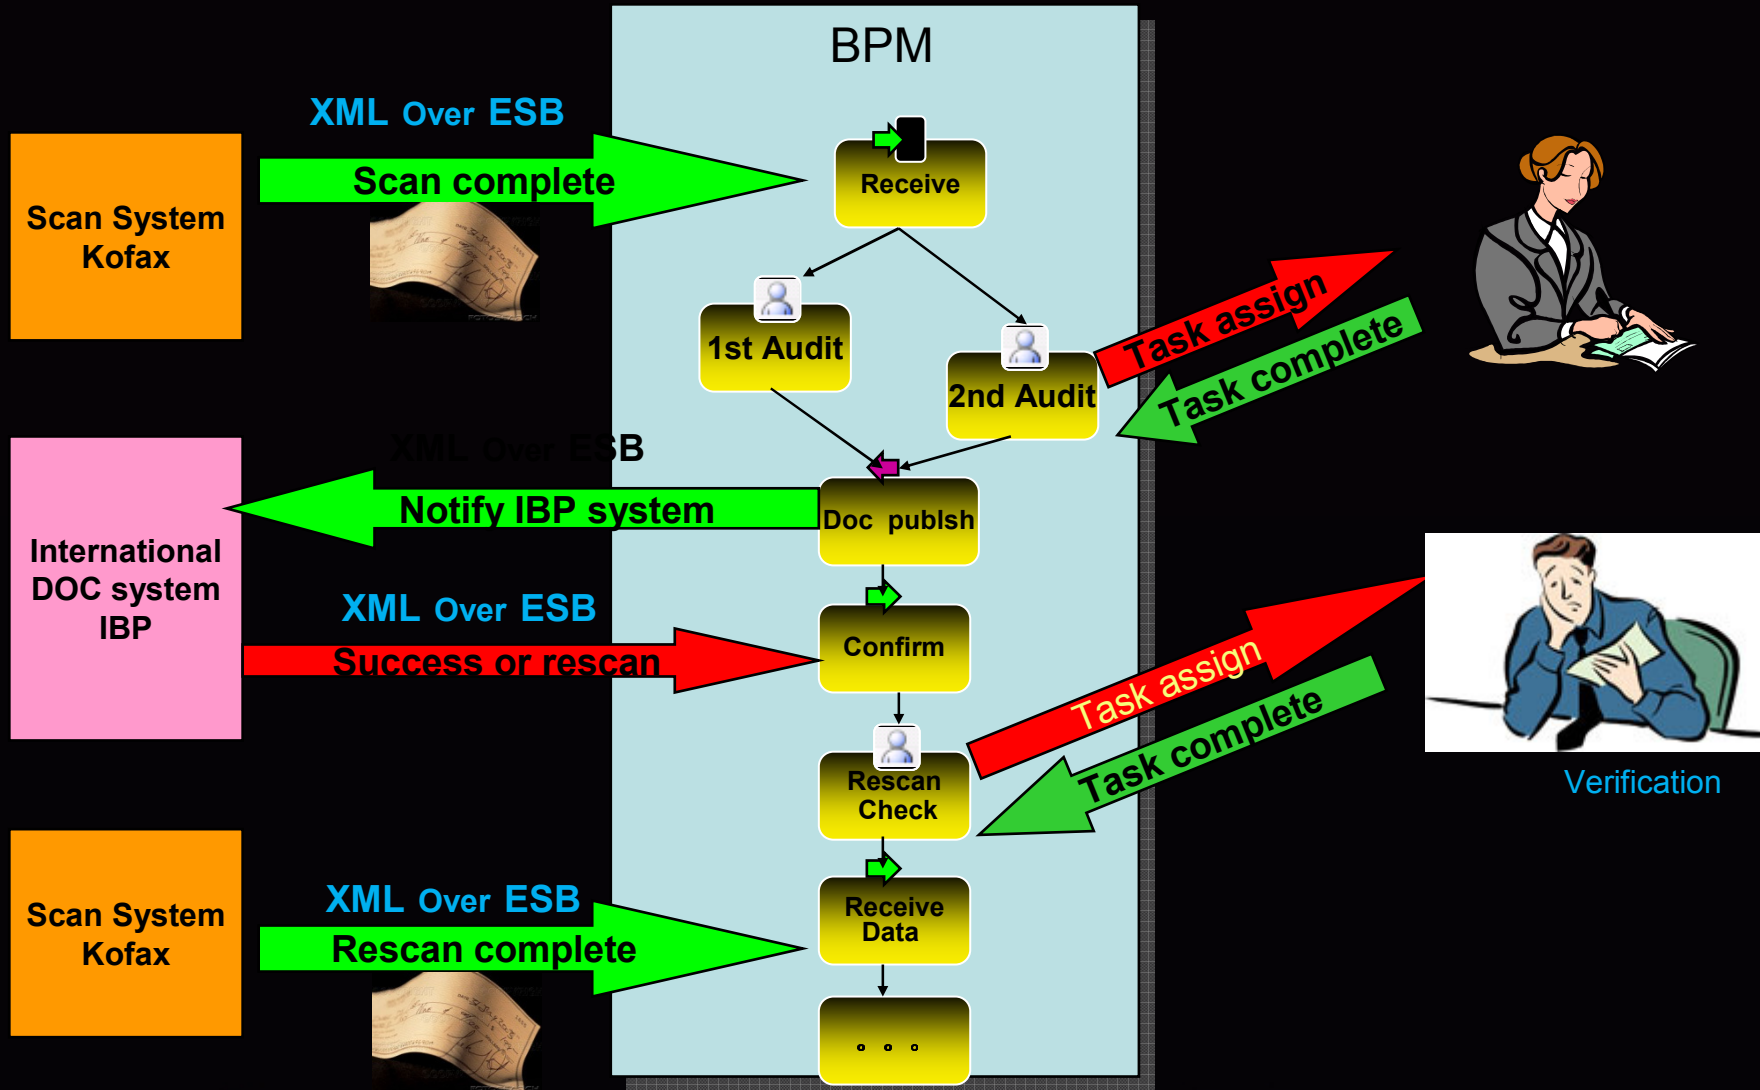 BPM
XML Over ESB
Scan complete
Scan System
Kofax
Receive
1st Audit
2nd Audit
Task assign
Task complete
XML Over ESB
Notify IBP system
Doc publsh
International
DOC system
IBP
XML Over ESB
Success or rescan
Confirm
Task assign
Task complete
Verification
Rescan
Check
Scan System
Kofax
XML Over ESB
Rescan complete
Receive
Data